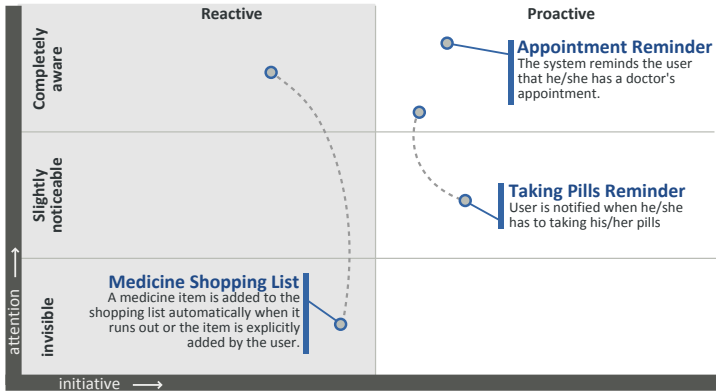 Reactive
Proactive
Completely
aware
Appointment Reminder
The system reminds the user
that he/she has a doctor's
appointment.
Slightly
noticeable
Taking Pills Reminder
User is notified when he/she
has to taking his/her pills
invisible
Medicine Shopping List
A medicine item is added to the
shopping list automatically when it
runs out or the item is explicitly
added by the user.
attention
initiative